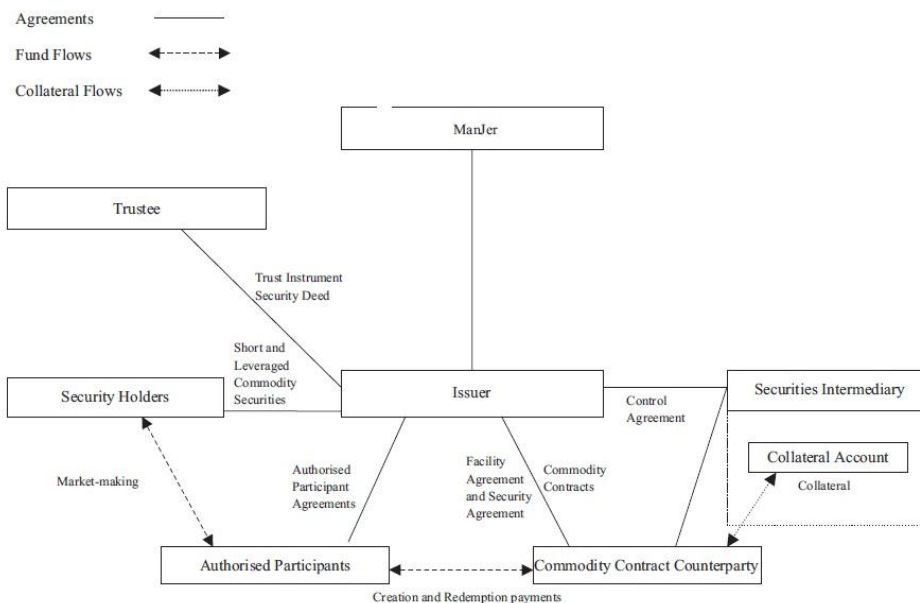 Agreements
Fund Flows
Collateral Flows
ManJer
Trustee
Trust Instrument
Security Deed
Short and
Leveraged
Commodity
Securities
Security Holders
Issuer
Control
Agreement
Securities Intermediary
Collateral Account
Collateral
Market-making
Authorised
Participant
Agreements
Facility
Agreement
and Security
Agreement
Commodity
Contracts
Authorised Participants
Commodity Contract Counterparty
Creation and Redemption payments